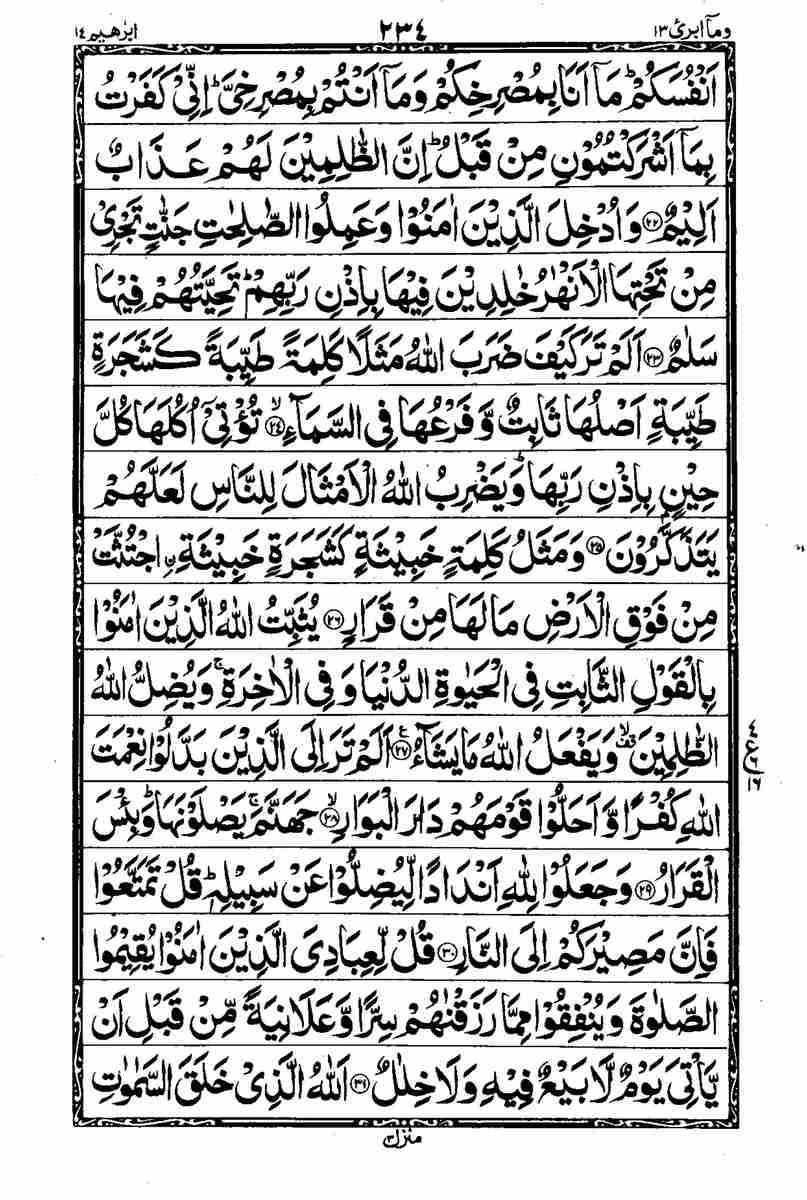 وما ابرئ ١٣
٢٣٤
ابرٰهيم ١٤
اَنْفُسَكُمْ ؕ مَاۤ اَنَا بِمُصْرِخِكُمْ وَمَاۤ اَنْتُمْ بِمُصْرِخِىَّ ؕ اِنِّىْ كَفَرْتُ
بِمَاۤ اَشْرَكْتُمُوْنِ مِنْ قَبْلُ ؕ اِنَّ الظّٰلِمِيْنَ لَهُمْ عَذَابٌ
اَلِيْمٌ ﴿٢٢﴾ وَاُدْخِلَ الَّذِيْنَ اٰمَنُوْا وَعَمِلُوا الصّٰلِحٰتِ جَنّٰتٍ تَجْرِىْ
مِنْ تَحْتِهَا الْاَنْهٰرُ خٰلِدِيْنَ فِيْهَا بِاِذْنِ رَبِّهِمْ ؕ تَحِيَّتُهُمْ فِيْهَا
سَلٰمٌ ﴿٢٣﴾ اَلَمْ تَرَ كَيْفَ ضَرَبَ اللّٰهُ مَثَلًا كَلِمَةً طَيِّبَةً كَشَجَرَةٍ
طَيِّبَةٍ اَصْلُهَا ثَابِتٌ وَّفَرْعُهَا فِى السَّمَآءِ ۙ﴿٢٤﴾ تُؤْتِىْۤ اُكُلَهَا كُلَّ
حِيْنٍۭ بِاِذْنِ رَبِّهَا ؕ وَيَضْرِبُ اللّٰهُ الْاَمْثَالَ لِلنَّاسِ لَعَلَّهُمْ
يَتَذَكَّرُوْنَ ﴿٢٥﴾ وَمَثَلُ كَلِمَةٍ خَبِيْثَةٍ كَشَجَرَةٍ خَبِيْثَةِ ۟ اۨجْتُثَّتْ
مِنْ فَوْقِ الْاَرْضِ مَا لَهَا مِنْ قَرَارٍ ﴿٢٦﴾ يُثَبِّتُ اللّٰهُ الَّذِيْنَ اٰمَنُوْا
بِالْقَوْلِ الثَّابِتِ فِى الْحَيٰوةِ الدُّنْيَا وَفِى الْاٰخِرَةِ ۚ وَيُضِلُّ اللّٰهُ
الظّٰلِمِيْنَ ۙ وَيَفْعَلُ اللّٰهُ مَا يَشَآءُ ﴿٢٧﴾ اَلَمْ تَرَ اِلَى الَّذِيْنَ بَدَّلُوْا نِعْمَتَ
اللّٰهِ كُفْرًا وَّاَحَلُّوْا قَوْمَهُمْ دَارَ الْبَوَارِ ۙ﴿٢٨﴾ جَهَنَّمَ ۚ يَصْلَوْنَهَا ؕ وَبِئْسَ
الْقَرَارُ ﴿٢٩﴾ وَجَعَلُوْا لِلّٰهِ اَنْدَادًا لِّيُضِلُّوْا عَنْ سَبِيْلِهٖ ؕ قُلْ تَمَتَّعُوْا
فَاِنَّ مَصِيْرَكُمْ اِلَى النَّارِ ﴿٣٠﴾ قُلْ لِّعِبَادِىَ الَّذِيْنَ اٰمَنُوْا يُقِيْمُوا
الصَّلٰوةَ وَيُنْفِقُوْا مِمَّا رَزَقْنٰهُمْ سِرًّا وَّعَلَانِيَةً مِّنْ قَبْلِ اَنْ
يَّاْتِىَ يَوْمٌ لَّا بَيْعٌ فِيْهِ وَلَا خِلٰلٌ ﴿٣١﴾ اَللّٰهُ الَّذِىْ خَلَقَ السَّمٰوٰتِ
منزل ٣